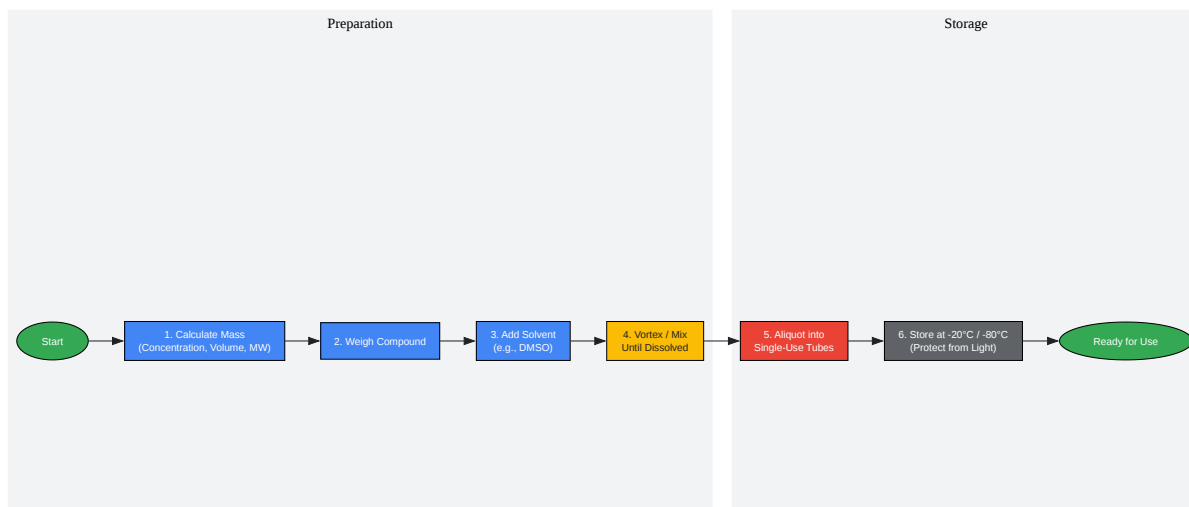 Preparation
Storage
Start
1. Calculate Mass
(Concentration, Volume, MW)
2. Weigh Compound
3. Add Solvent
(e.g., DMSO)
4. Vortex / Mix
Until Dissolved
5. Aliquot into
Single-Use Tubes
6. Store at -20°C / -80°C
(Protect from Light)
Ready for Use